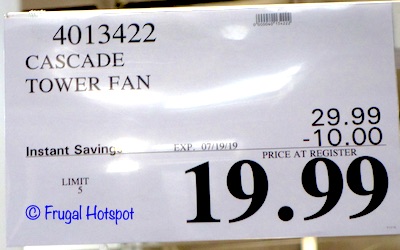 4013422
CASCADE
TOWER FAN
29.99
Instant Savings -10.00
EXP. 07/19/19
PRICE AT REGISTER
LIMIT
5
19.99
© Frugal Hotspot